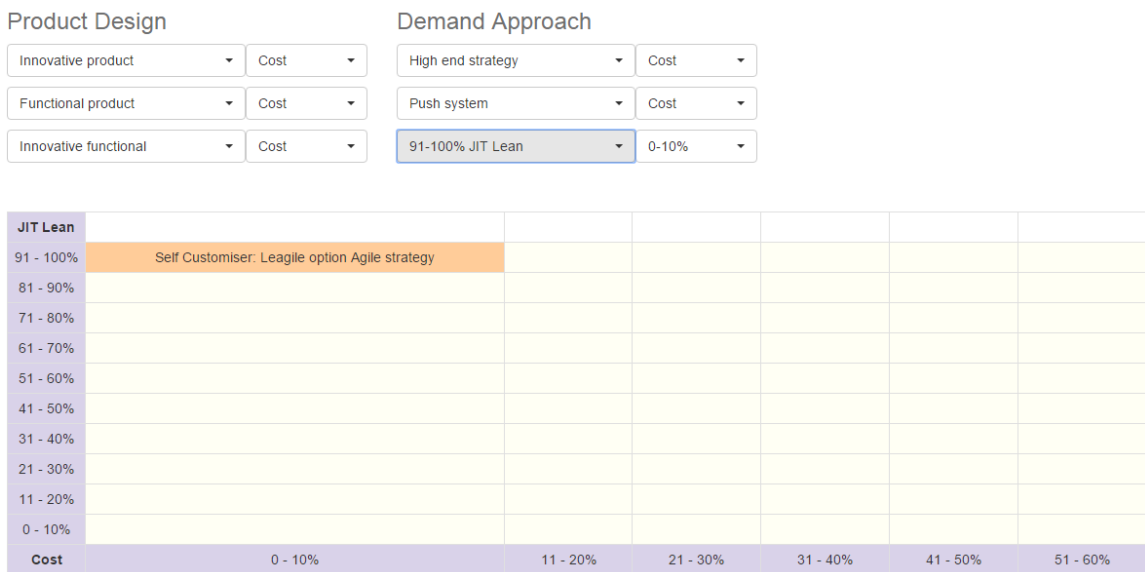 Product Design Demand Approach
Innovative product Cost High end strategy Cost
Functional product Cost Push system Cost
Innovative functional Cost 91-100% JIT Lean 0-10%
JIT Lean
91 - 100% Self Customiser: Leagile option Agile strategy
81 - 90%
71 - 80%
61 - 70%
51 - 60%
41 - 50%
31 - 40%
21 - 30%
11 - 20%
0 - 10%
Cost 0 - 10% 11 - 20% 21 - 30% 31 - 40% 41 - 50% 51 - 60%